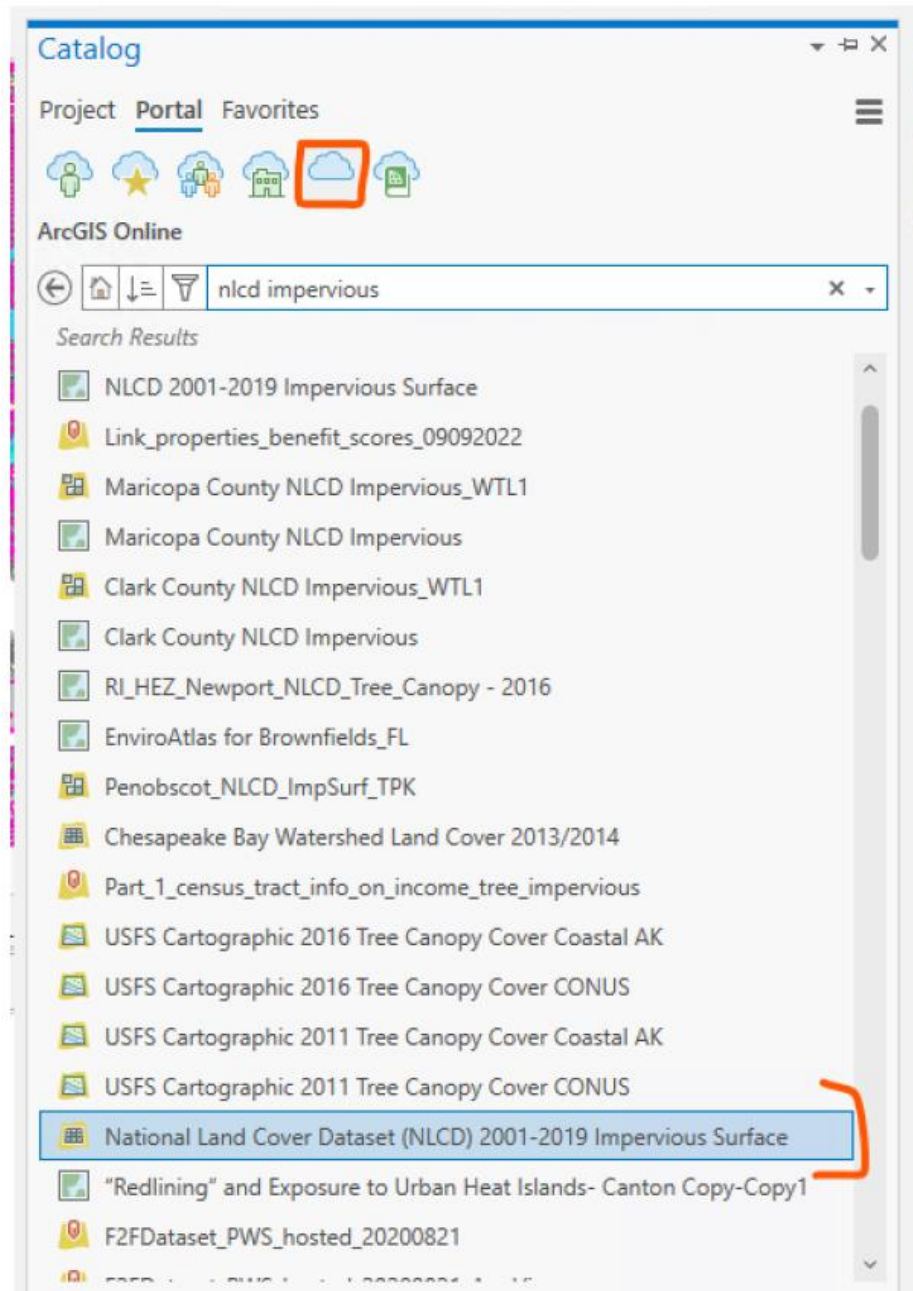 Catalog
Project Portal Favorites
ArcGIS Online
nlcd impervious
Search Results
NLCD 2001-2019 Impervious Surface
Link_properties_benefit_scores_09092022
Maricopa County NLCD Impervious_WTL1
Maricopa County NLCD Impervious
Clark County NLCD Impervious_WTL1
Clark County NLCD Impervious
RI_HEZ_Newport_NLCD_Tree_Canopy - 2016
EnviroAtlas for Brownfields_FL
Penobscot_NLCD_ImpSurf_TPK
Chesapeake Bay Watershed Land Cover 2013/2014
Part_1_census_tract_info_on_income_tree_impervious
USFS Cartographic 2016 Tree Canopy Cover Coastal AK
USFS Cartographic 2016 Tree Canopy Cover CONUS
USFS Cartographic 2011 Tree Canopy Cover Coastal AK
USFS Cartographic 2011 Tree Canopy Cover CONUS
National Land Cover Dataset (NLCD) 2001-2019 Impervious Surface
“Redlining” and Exposure to Urban Heat Islands- Canton Copy-Copy1
F2FDataset_PWS_hosted_20200821